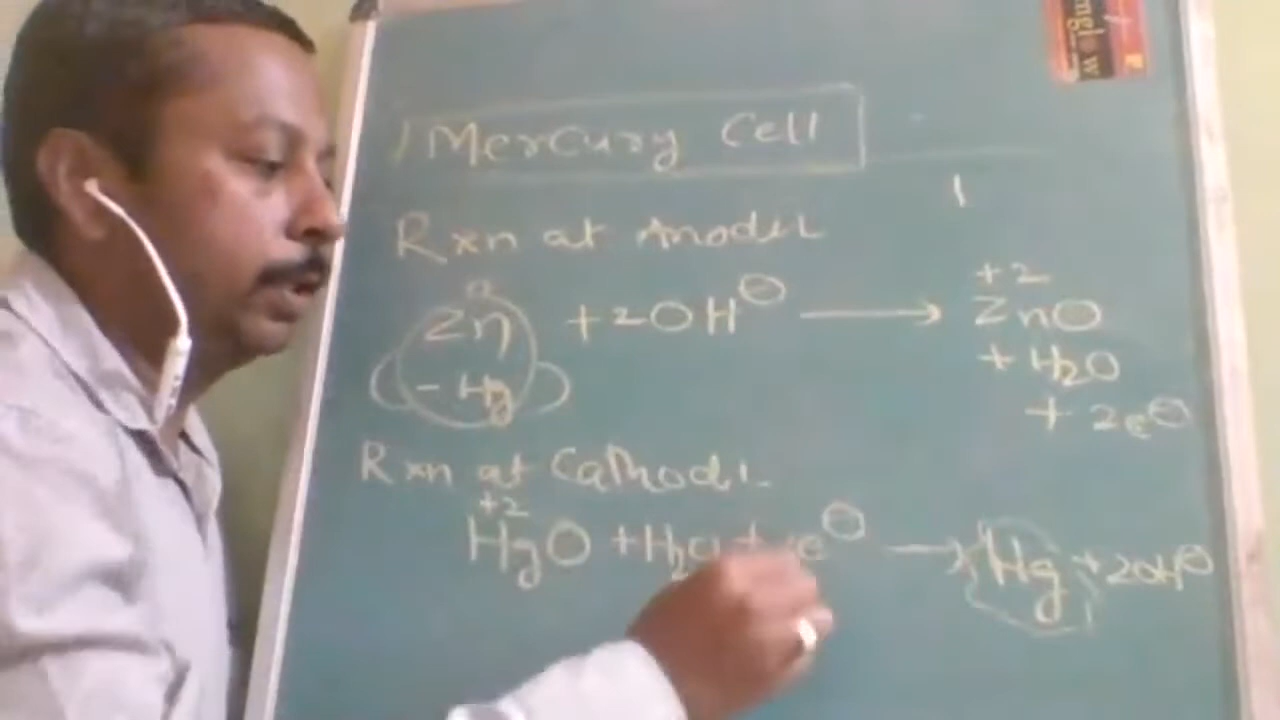 Mercury Cell
Rxn at Anode
Zn + 2OH⊖ ⟶ +2 ZnO
- Hg + H2O
+ 2e⊖
Rxn at Cathode
+2
HgO + H2O + e⊖ ⟶ Hg + 2OH⊖